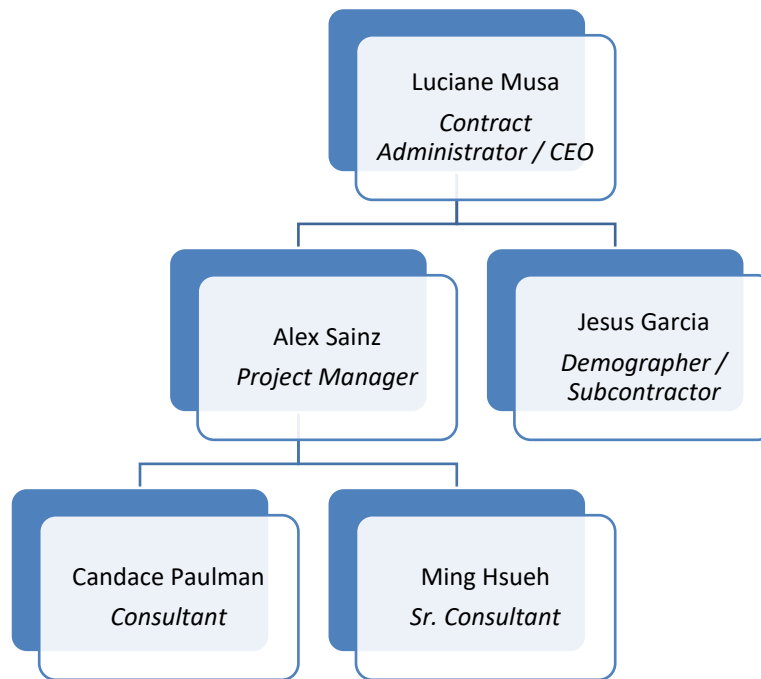 Luciane Musa
Contract
Administrator / CEO
Alex Sainz
Project Manager
Jesus Garcia
Demographer /
Subcontractor
Candace Paulman
Consultant
Ming Hsueh
Sr. Consultant